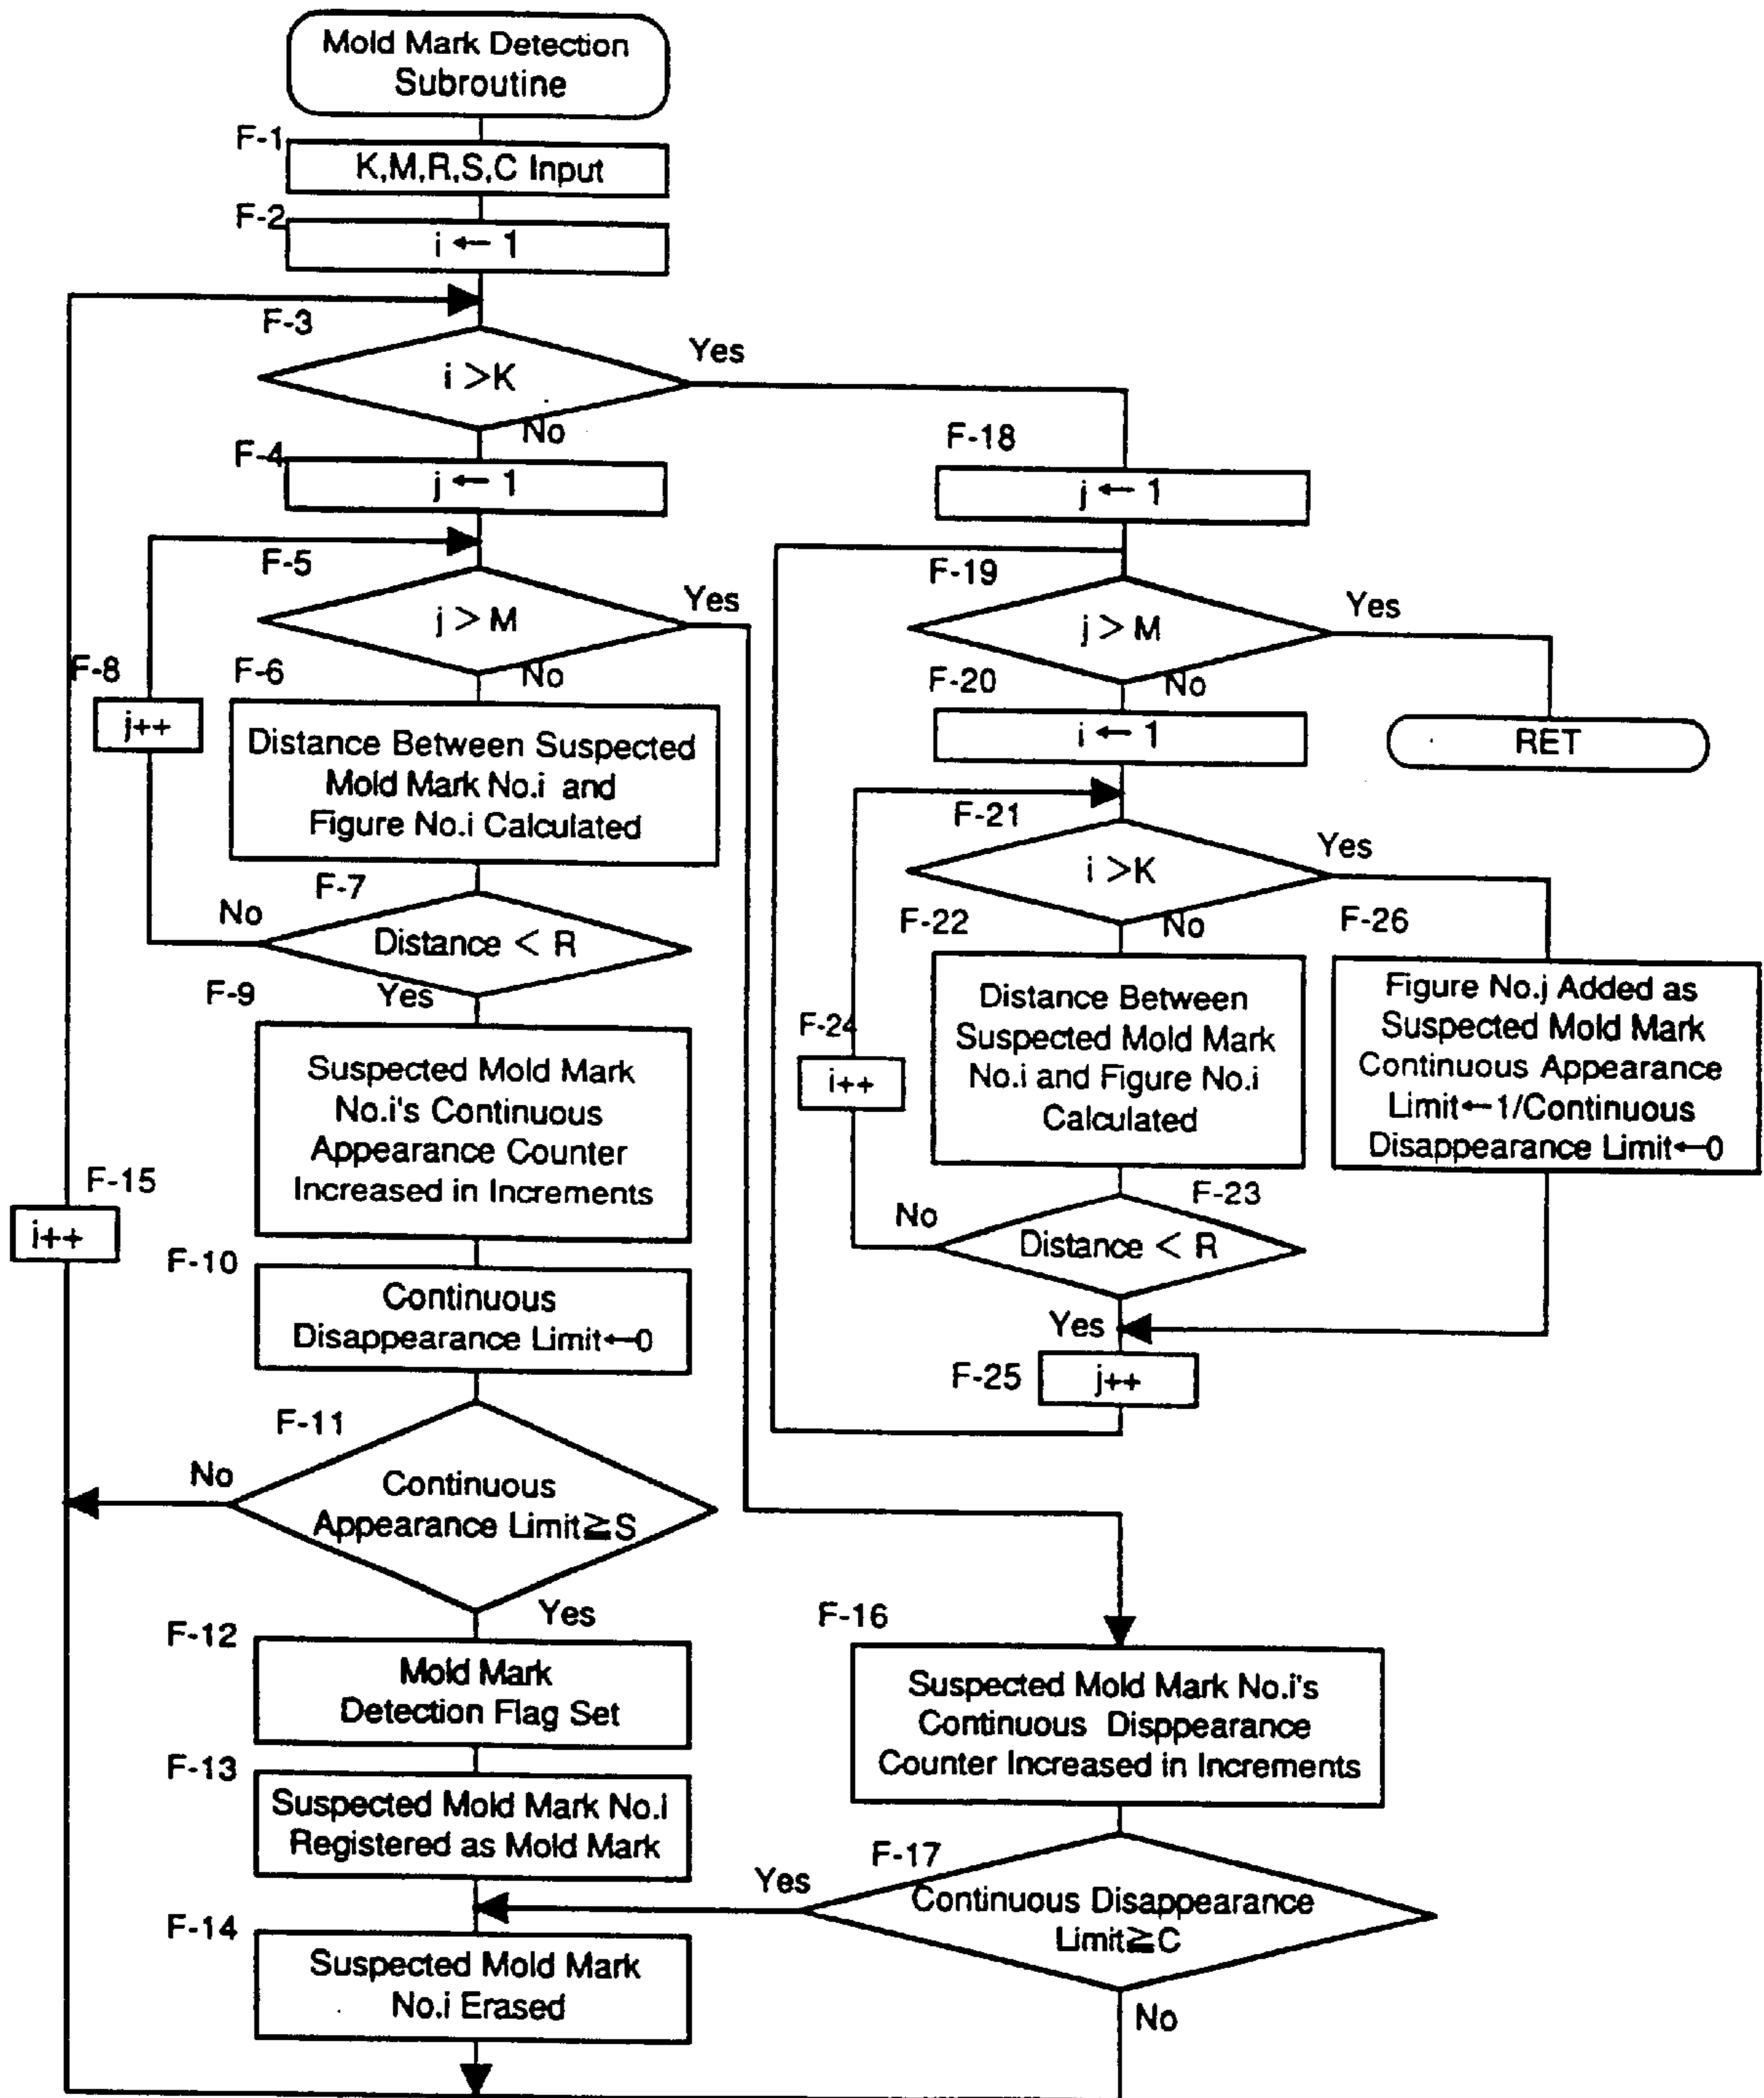 Mold Mark Detection
Subroutine
F-1
K,M,R,S,C Input
F-2
i ← 1
F-3
i >K
Yes
No
F-4
j ← 1
F-5
j > M
Yes
No
F-8
j++
F-6
Distance Between Suspected
Mold Mark No.i and
Figure No.i Calculated
F-7
No
Distance < R
Yes
F-9
Suspected Mold Mark
No.i's Continuous
Appearance Counter
Increased in Increments
F-15
i++
F-10
Continuous
Disappearance Limit←0
F-11
No
Continuous
Appearance Limit≧S
Yes
F-12
Mold Mark
Detection Flag Set
F-13
Suspected Mold Mark No.i
Registered as Mold Mark
F-14
Suspected Mold Mark
No.i Erased
F-18
j ← 1
F-19
j > M
Yes
No
RET
F-20
i ← 1
F-21
i >K
Yes
No
F-22
Distance Between
Suspected Mold Mark
No.i and Figure No.i
Calculated
F-24
i++
F-26
Figure No.j Added as
Suspected Mold Mark
Continuous Appearance
Limit←1/Continuous
Disappearance Limit←0
F-23
No
Distance < R
Yes
F-25
j++
F-16
Suspected Mold Mark No.i's
Continuous Disppearance
Counter Increased in Increments
F-17
Yes
Continuous Disappearance
Limit≧C
No